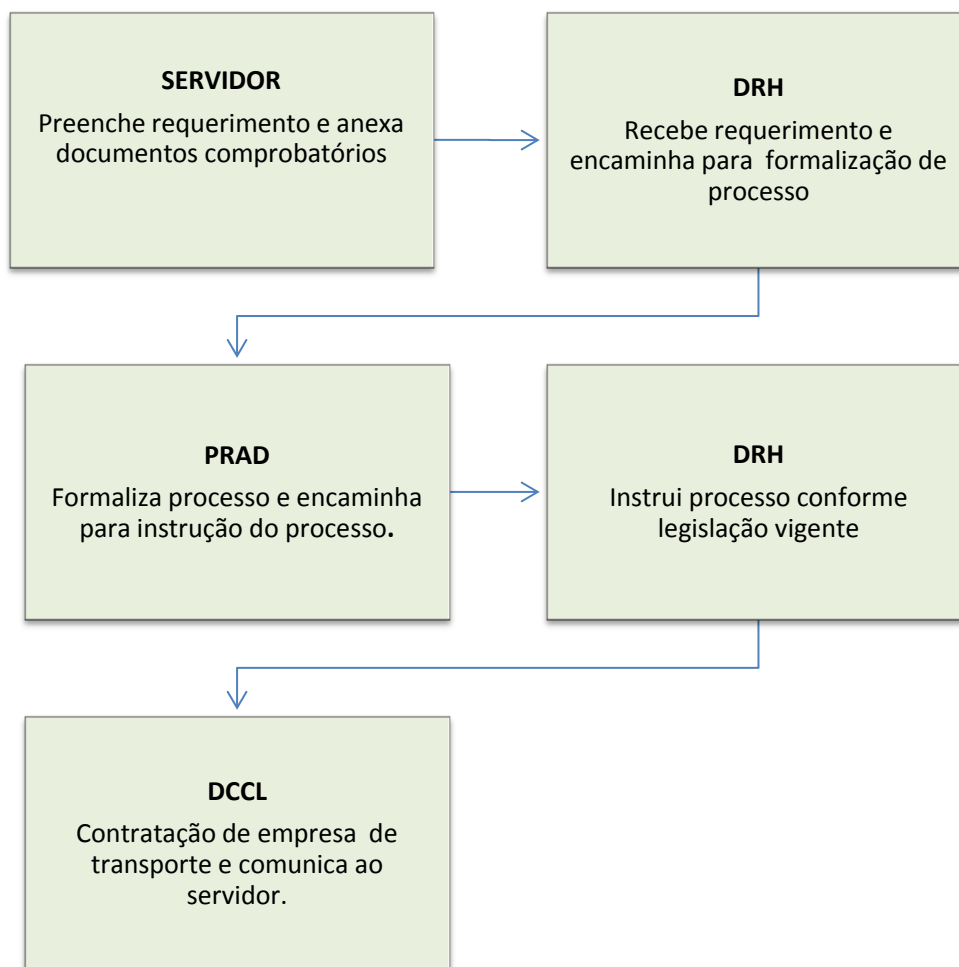 SERVIDOR
Preenche requerimento e anexa
documentos comprobatórios
DRH
Recebe requerimento e
encaminha para formalização de
processo
PRAD
Formaliza processo e encaminha
para instrução do processo.
DRH
Instrui processo conforme
legislação vigente
DCCL
Contratação de empresa de
transporte e comunica ao
servidor.